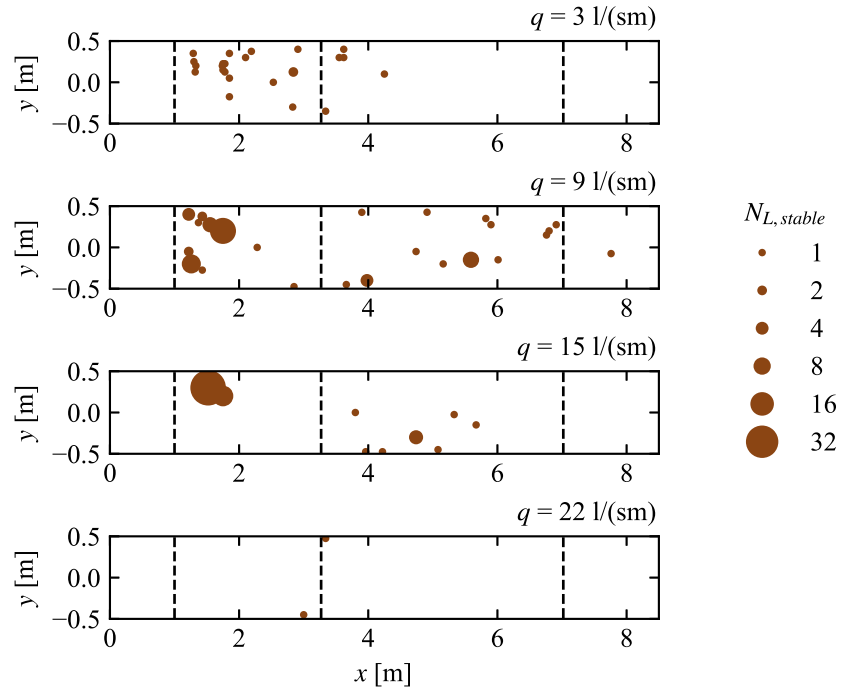 q = 3 l/(sm)
0.5
0.0
−0.5
y [m]
0 2 4 6 8
q = 9 l/(sm)
0.5
0.0
−0.5
y [m]
0 2 4 6 8
q = 15 l/(sm)
0.5
0.0
−0.5
y [m]
0 2 4 6 8
q = 22 l/(sm)
0.5
0.0
−0.5
y [m]
0 2 4 6 8
x [m]
N_{L,stable}
1
2
4
8
16
32